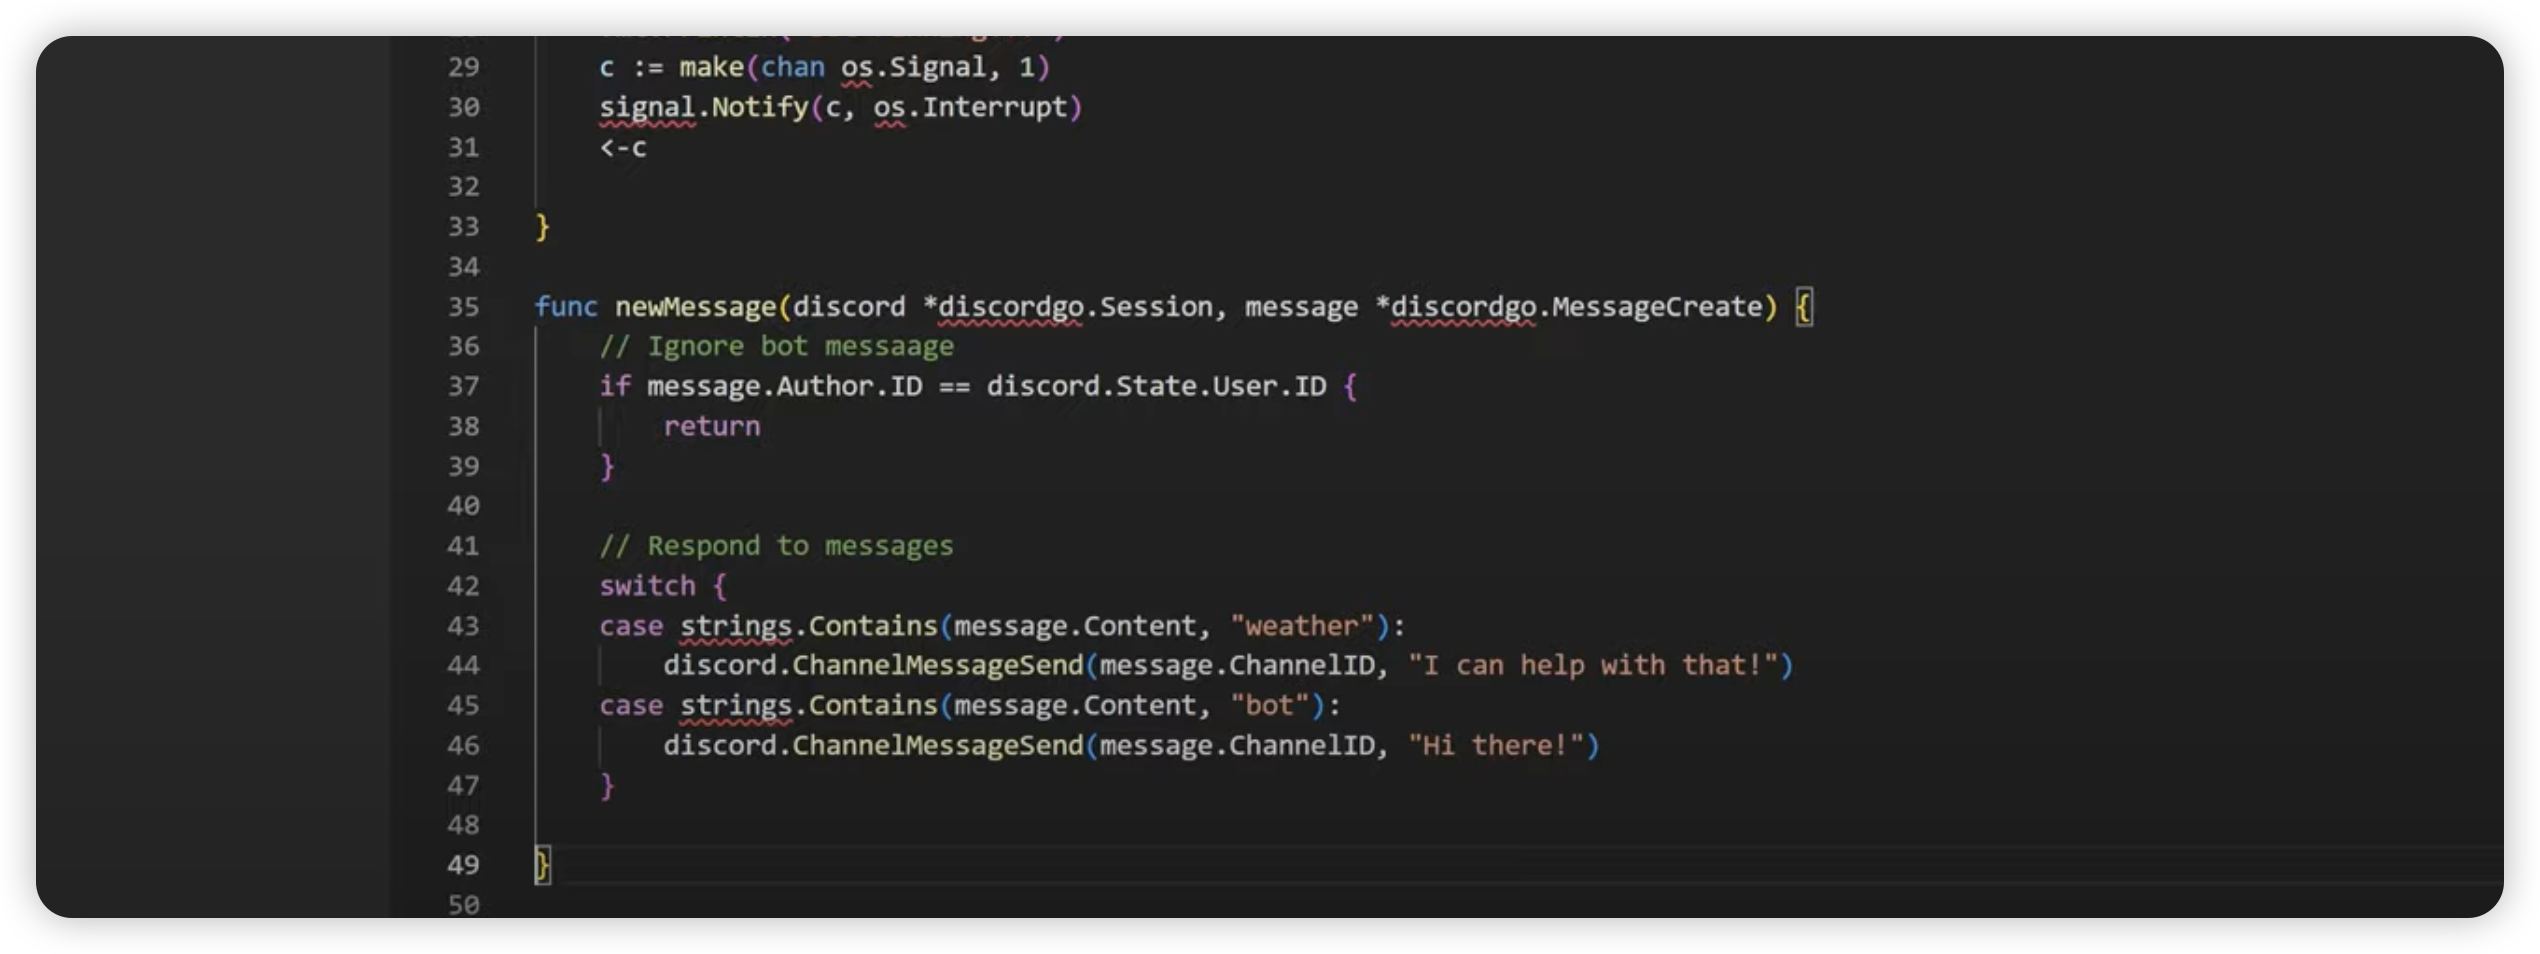 29 c := make(chan os.Signal, 1)
30 signal.Notify(c, os.Interrupt)
31 <-c
32
33 }
34
35 func newMessage(discord *discordgo.Session, message *discordgo.MessageCreate) {
36 // Ignore bot messaage
37 if message.Author.ID == discord.State.User.ID {
38 return
39 }
40
41 // Respond to messages
42 switch {
43 case strings.Contains(message.Content, "weather"):
44 discord.ChannelMessageSend(message.ChannelID, "I can help with that!")
45 case strings.Contains(message.Content, "bot"):
46 discord.ChannelMessageSend(message.ChannelID, "Hi there!")
47 }
48
49 }
50